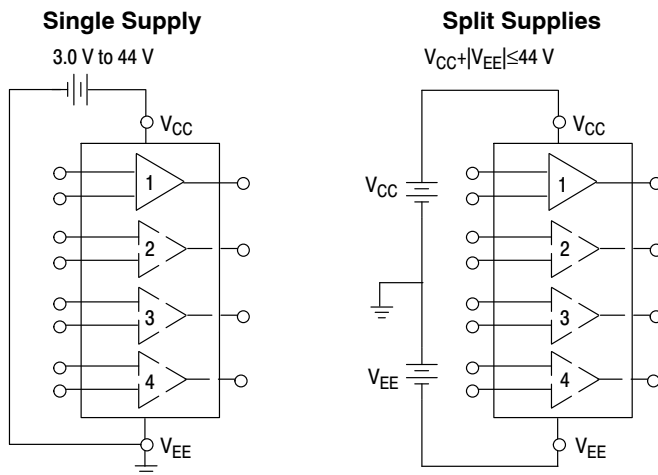 Single Supply
3.0 V to 44 V
VCC
1
2
3
4
VEE
Split Supplies
VCC+|VEE|≤44 V
VCC
VCC
1
2
3
4
VEE
VEE